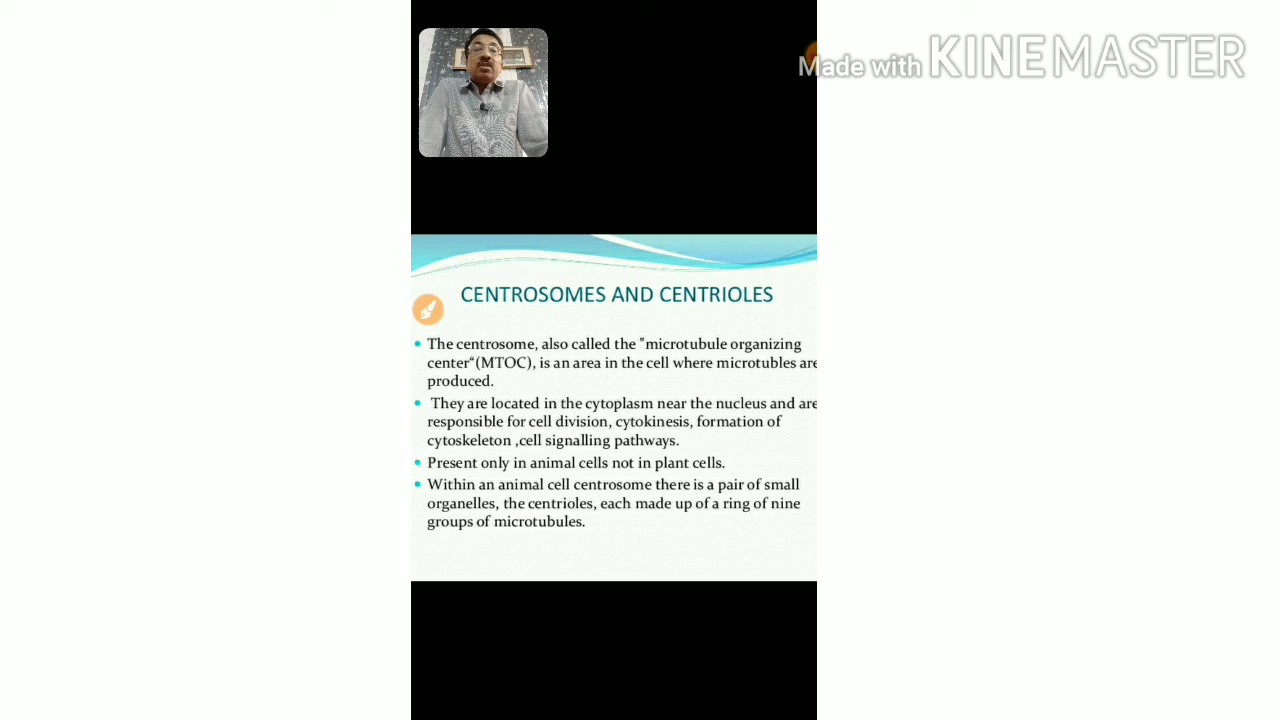 Made with KINEMASTER
CENTROSOMES AND CENTRIOLES
The centrosome, also called the "microtubule organizing
center“(MTOC), is an area in the cell where microtubles are
produced.
They are located in the cytoplasm near the nucleus and are
responsible for cell division, cytokinesis, formation of
cytoskeleton ,cell signalling pathways.
Present only in animal cells not in plant cells.
Within an animal cell centrosome there is a pair of small
organelles, the centrioles, each made up of a ring of nine
groups of microtubules.